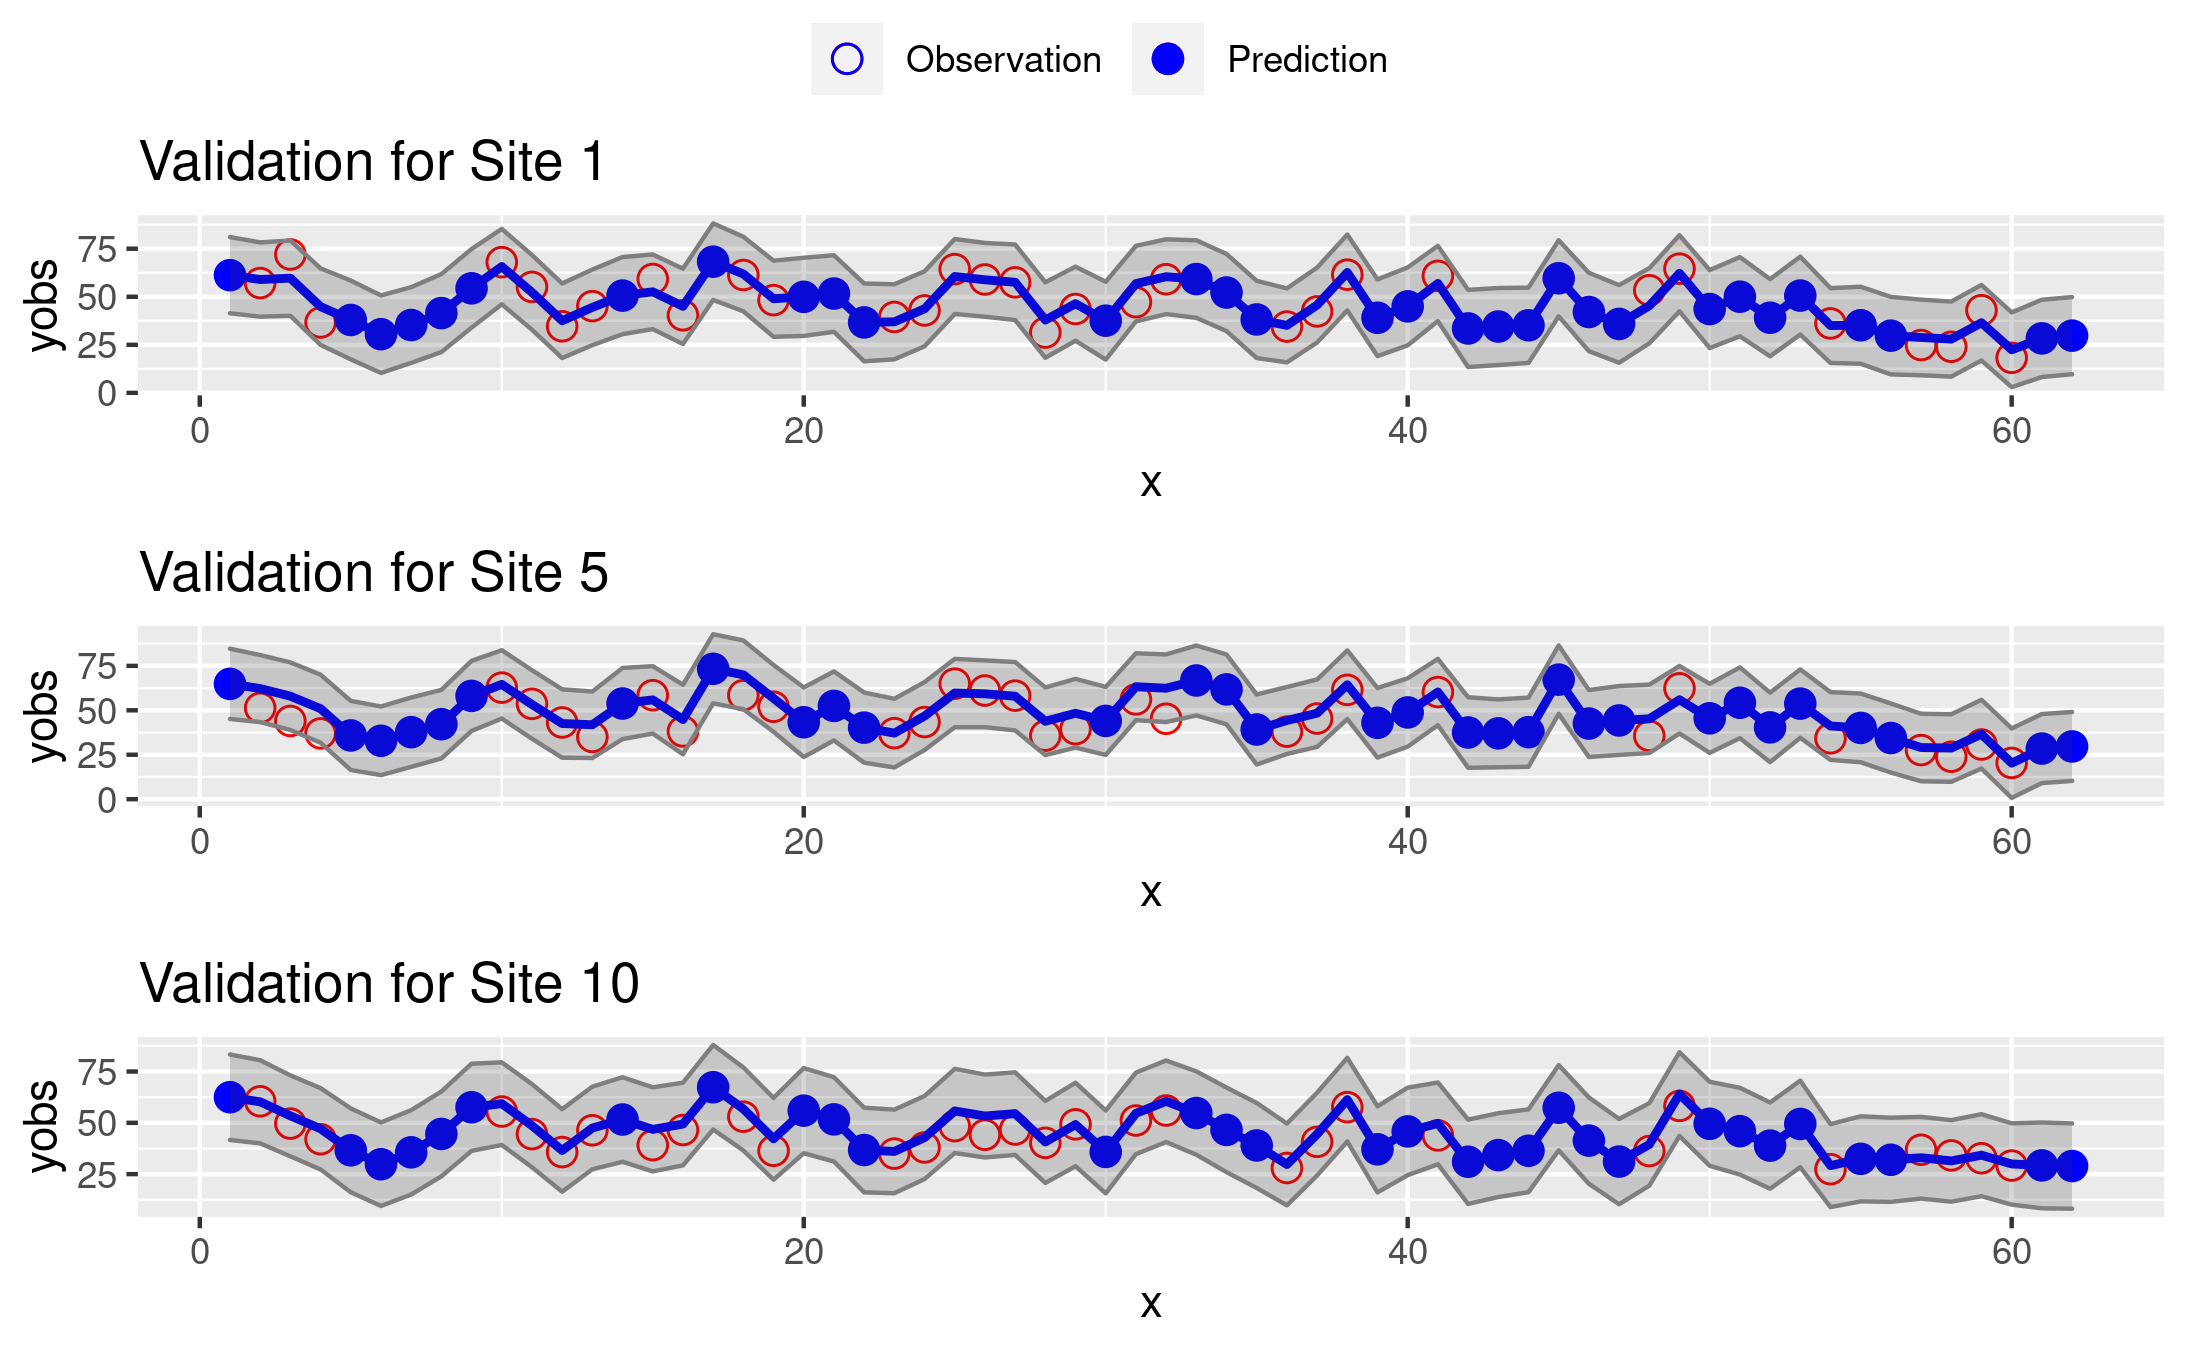 Observation Prediction
Validation for Site 1
yobs
75
50
25
0
0 20 40 60
x
Validation for Site 5
yobs
75
50
25
0
0 20 40 60
x
Validation for Site 10
yobs
75
50
25
0 20 40 60
x